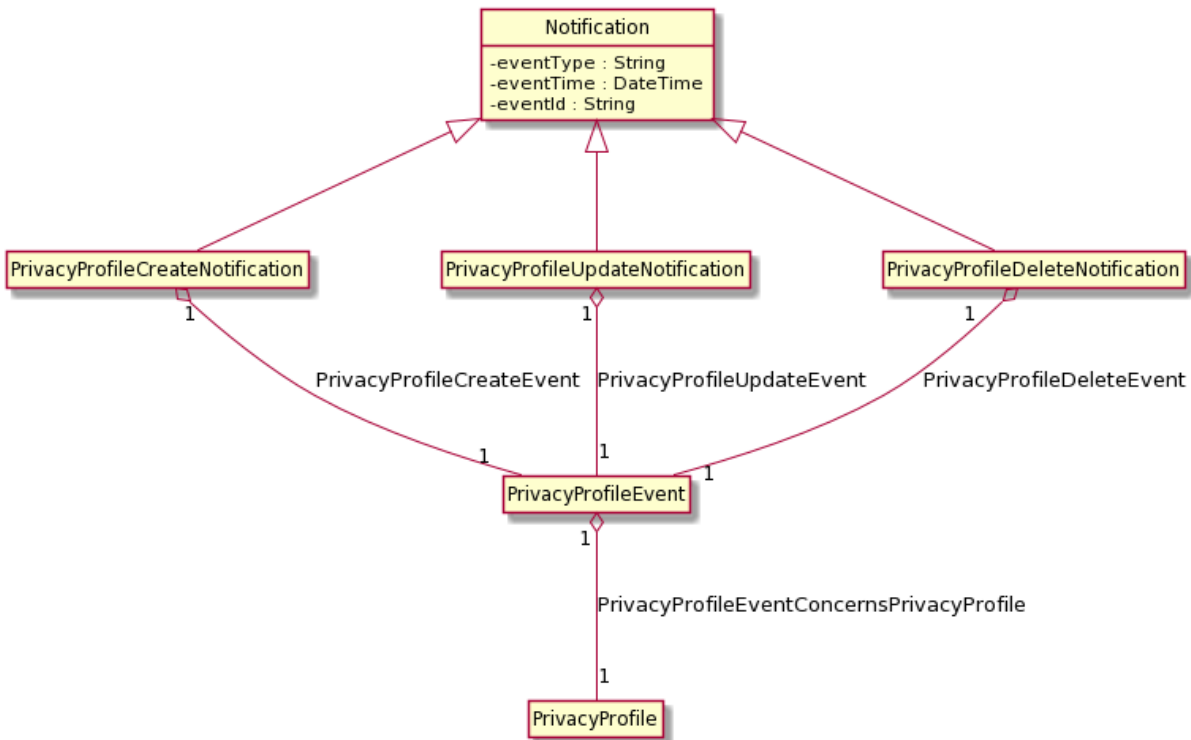 Notification
-eventType : String
-eventTime : DateTime
-eventId : String
PrivacyProfileCreateNotification
PrivacyProfileUpdateNotification
PrivacyProfileDeleteNotification
1
1
1
PrivacyProfileCreateEvent
PrivacyProfileUpdateEvent
PrivacyProfileDeleteEvent
1
1
1
PrivacyProfileEvent
1
PrivacyProfileEventConcernsPrivacyProfile
1
PrivacyProfile